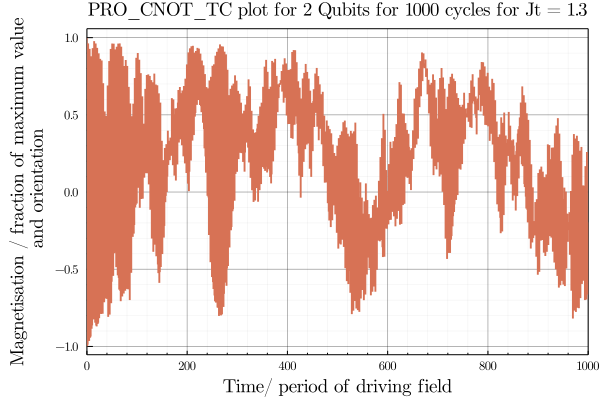 PRO_CNOT_TC plot for 2 Qubits for 1000 cycles for Jt = 1.3
Magnetisation / fraction of maximum value
and orientation
1.0
0.5
0.0
−0.5
−1.0
0 200 400 600 800 1000
Time/ period of driving field